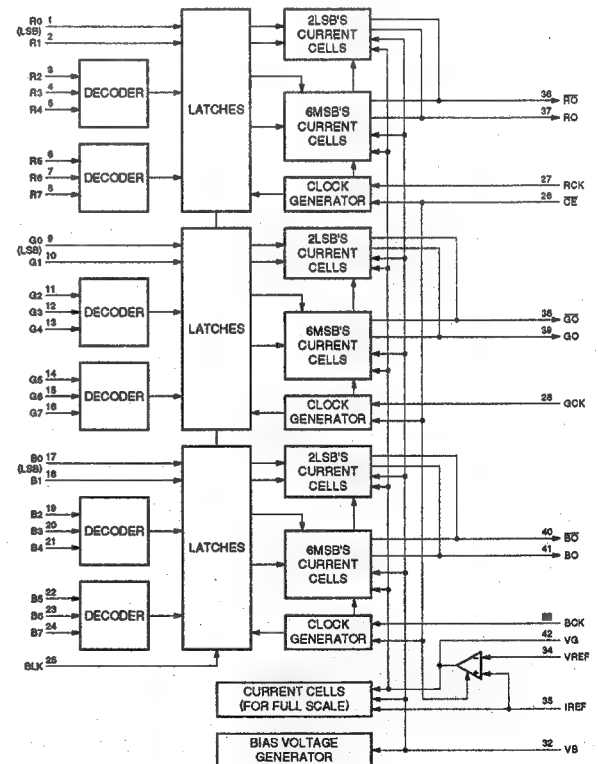 R0 1
(LSB)
R1 2
R2 3
R3 4
R4 5
DECODER
R5 6
R6 7
R7 8
DECODER
LATCHES
2LSB'S
CURRENT
CELLS
6MSB'S
CURRENT
CELLS
CLOCK
GENERATOR
36 R̅O̅
37 RO
27 RCK
26 C̅E̅
G0 9
(LSB)
G1 10
G2 11
G3 12
G4 13
DECODER
G5 14
G6 15
G7 16
DECODER
LATCHES
2LSB'S
CURRENT
CELLS
6MSB'S
CURRENT
CELLS
CLOCK
GENERATOR
38 G̅O̅
39 GO
28 GCK
B0 17
(LSB)
B1 18
B2 19
B3 20
B4 21
DECODER
B5 22
B6 23
B7 24
DECODER
BLK 25
LATCHES
2LSB'S
CURRENT
CELLS
6MSB'S
CURRENT
CELLS
CLOCK
GENERATOR
40 B̅O̅
41 BO
BCK
42 VG
34 VREF
35 IREF
32 VB
CURRENT CELLS
(FOR FULL SCALE)
BIAS VOLTAGE
GENERATOR